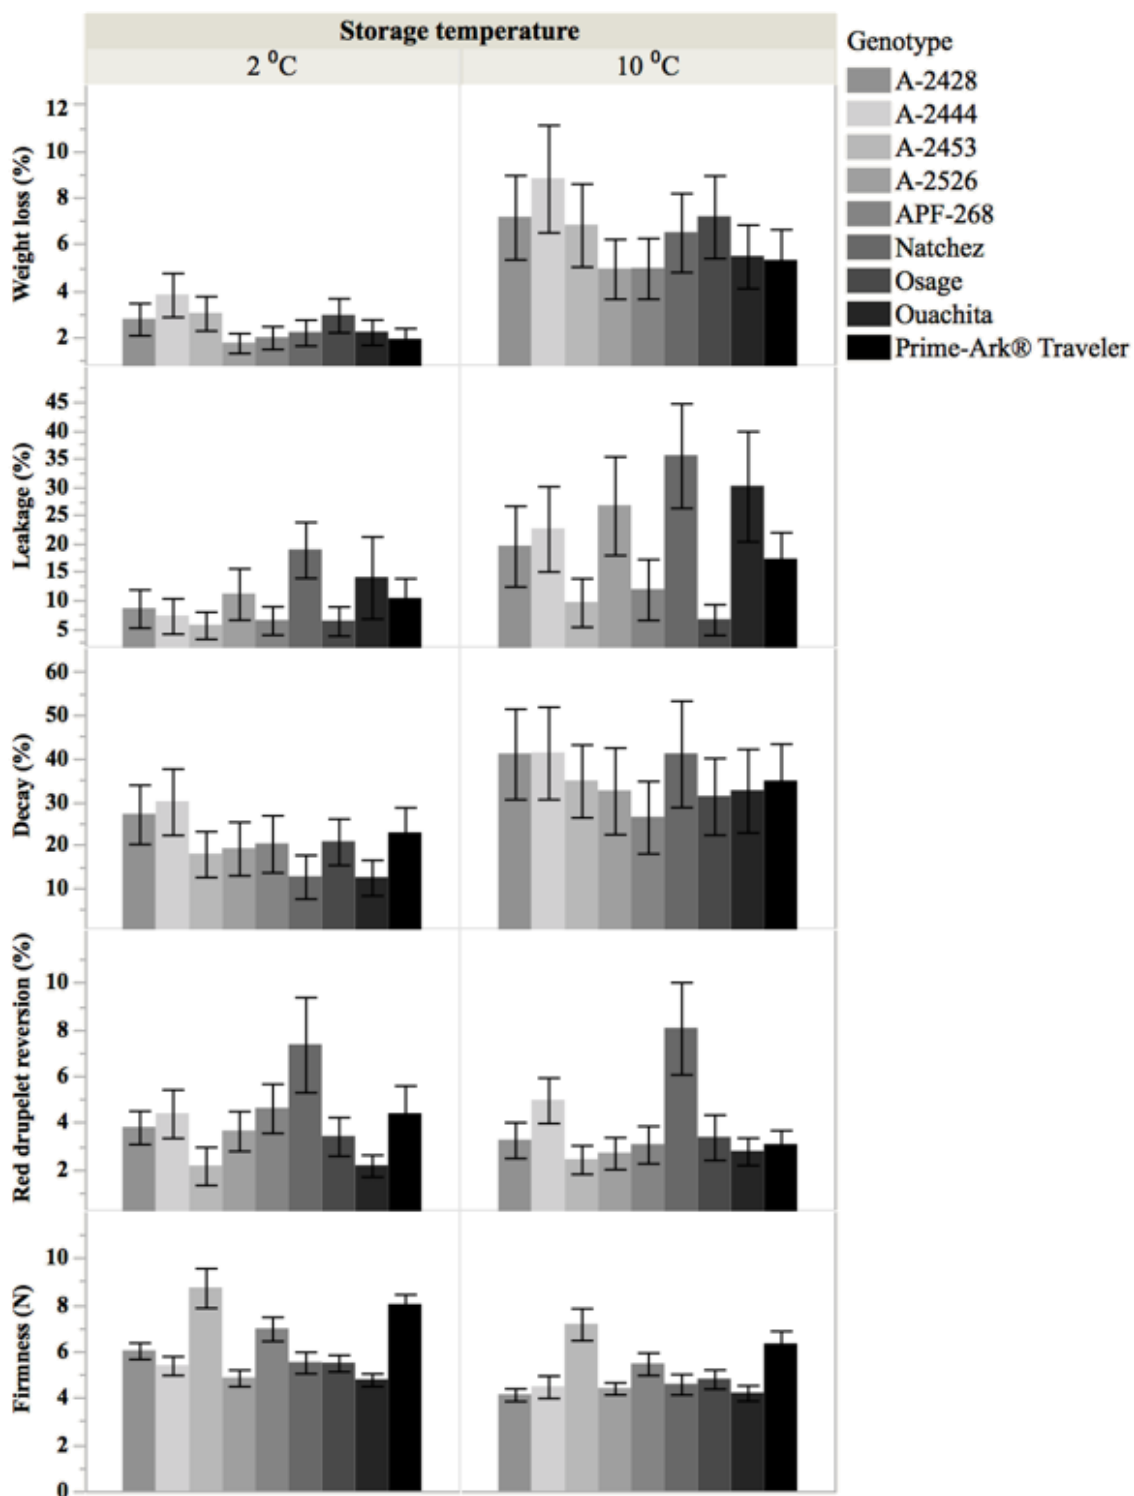 Storage temperature
2 ⁰C
10 ⁰C
Genotype
A-2428
A-2444
A-2453
A-2526
APF-268
Natchez
Osage
Ouachita
Prime-Ark® Traveler
Weight loss (%)
12
10
8
6
4
2
Leakage (%)
45
40
35
30
25
20
15
10
5
Decay (%)
60
50
40
30
20
10
Red drupelet reversion (%)
10
8
6
4
2
Firmness (N)
10
8
6
4
2
0